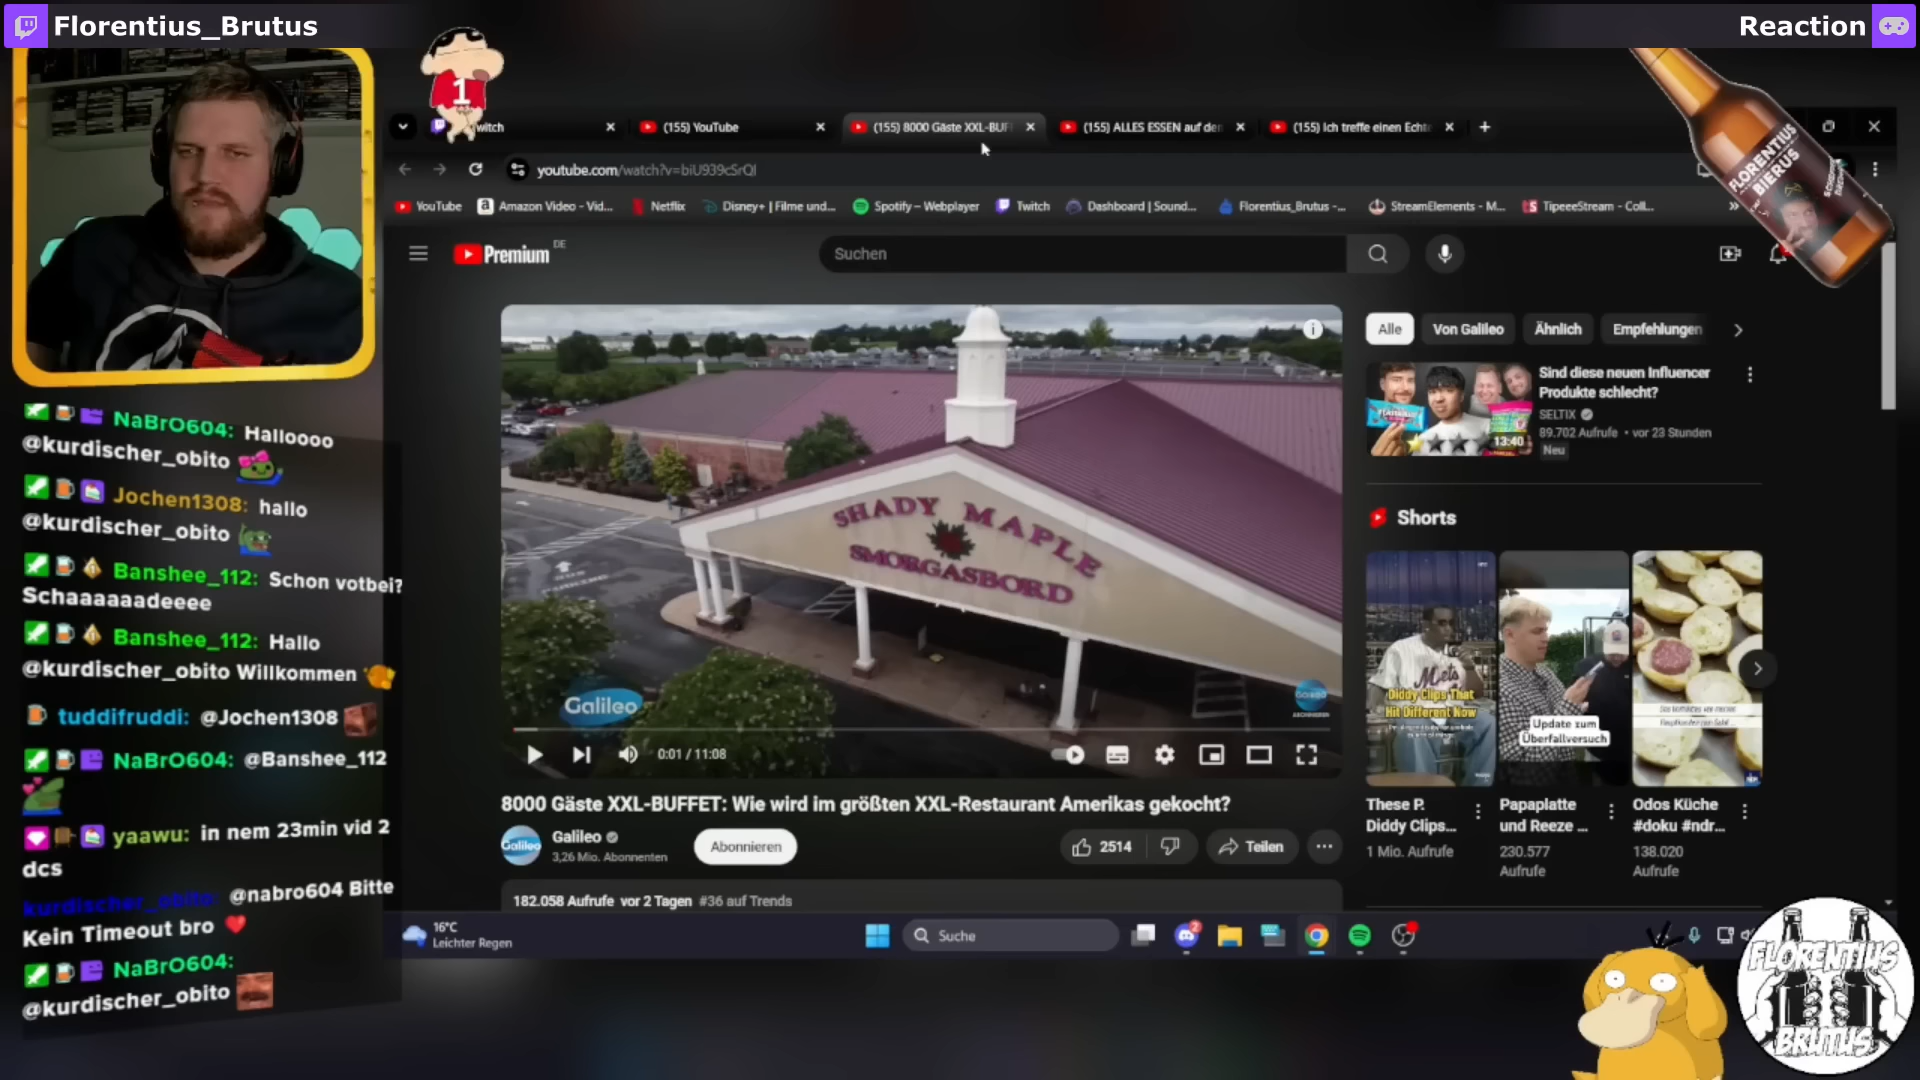 Florentius_Brutus
Reaction
1
witch
(155) YouTube
(155) 8000 Gäste XXL-BUF
(155) ALLES ESSEN auf der
(155) Ich treffe einen Echte
youtube.com/watch?v=biU939cSrQI
YouTube
Amazon Video - Vid...
Netflix
Disney+ | Filme und...
Spotify – Webplayer
Twitch
Dashboard | Sound...
Florentius_Brutus -...
StreamElements - M...
TipeeeStream - Coll...
FLORENTIUS
BIERUS
Premium
DE
Suchen
SHADY MAPLE
SMORGASBORD
Galileo
0:01 / 11:08
8000 Gäste XXL-BUFFET: Wie wird im größten XXL-Restaurant Amerikas gekocht?
Galileo
Galileo
3,26 Mio. Abonnenten
Abonnieren
2514
Teilen
182.058 Aufrufe vor 2 Tagen #36 auf Trends
Alle
Von Galileo
Ähnlich
Empfehlungen
13:40
Sind diese neuen Influencer
Produkte schlecht?
SELTIX
89.702 Aufrufe • vor 23 Stunden
Neu
Shorts
Mets
Diddy Clips That
Hit Different Now
Update zum
Überfallversuch
These P.
Diddy Clips...
1 Mio. Aufrufe
Papaplatte
und Reeze ...
230.577
Aufrufe
Odos Küche
#doku #ndr...
138.020
Aufrufe
NaBrO604: Halloooo
@kurdischer_obito
Jochen1308: hallo
@kurdischer_obito
Banshee_112: Schon votbei?
Schaaaaaadeeee
Banshee_112: Hallo
@kurdischer_obito Willkommen
tuddifruddi: @Jochen1308
NaBrO604: @Banshee_112
yaawu: in nem 23min vid 2
dcs
kurdischer_obito: @nabro604 Bitte
Kein Timeout bro
NaBrO604:
@kurdischer_obito
16°C
Leichter Regen
Suche
2
FLORENTIUS
BRUTUS